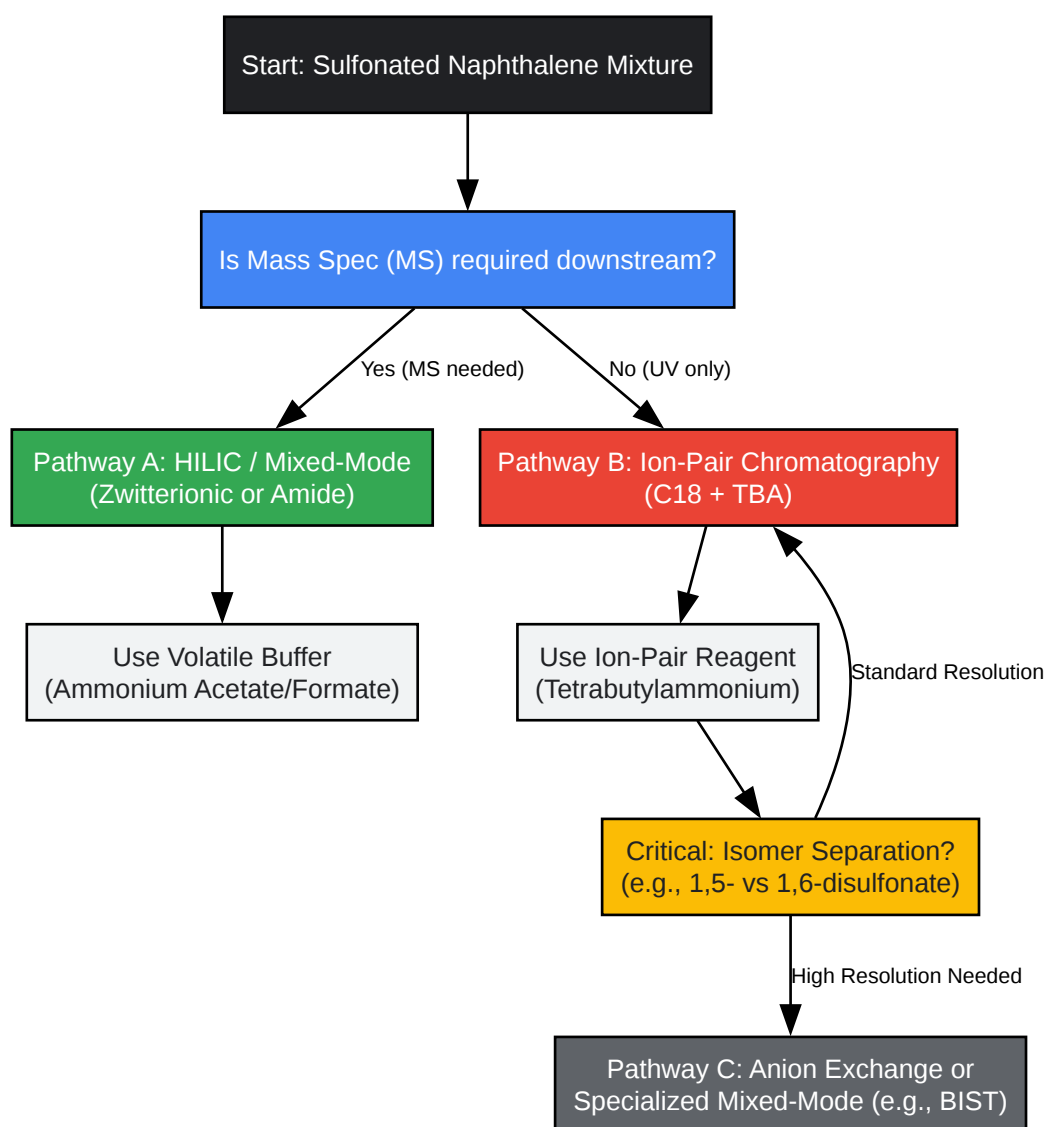 Start: Sulfonated Naphthalene Mixture
Is Mass Spec (MS) required downstream?
Yes (MS needed)
No (UV only)
Pathway A: HILIC / Mixed-Mode
(Zwitterionic or Amide)
Pathway B: Ion-Pair Chromatography
(C18 + TBA)
Use Volatile Buffer
(Ammonium Acetate/Formate)
Use Ion-Pair Reagent
(Tetrabutylammonium)
Standard Resolution
Critical: Isomer Separation?
(e.g., 1,5- vs 1,6-disulfonate)
High Resolution Needed
Pathway C: Anion Exchange or
Specialized Mixed-Mode (e.g., BIST)